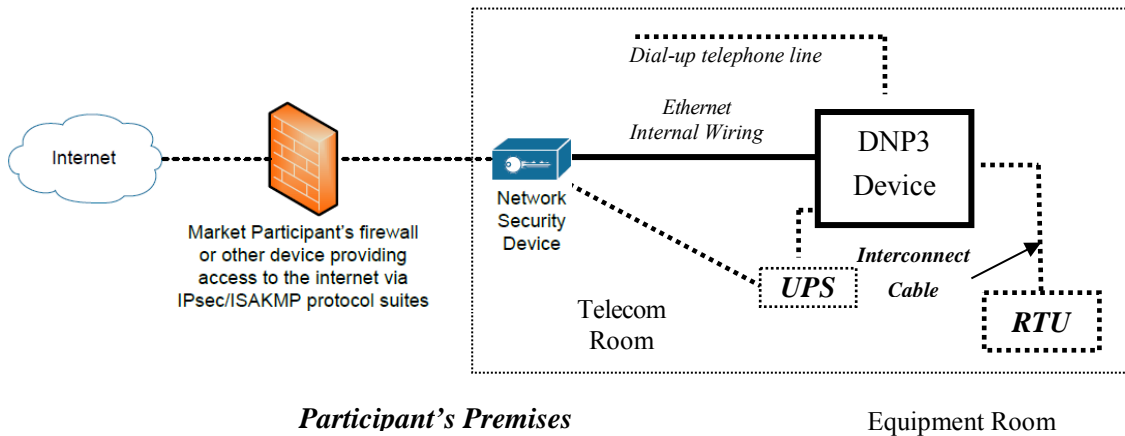 Dial-up telephone line
Ethernet
Internal Wiring
DNP3
Device
Internet
Network
Security
Device
Market Participant's firewall
or other device providing
access to the internet via
IPsec/ISAKMP protocol suites
Interconnect
Cable
UPS
RTU
Telecom
Room
Participant's Premises
Equipment Room